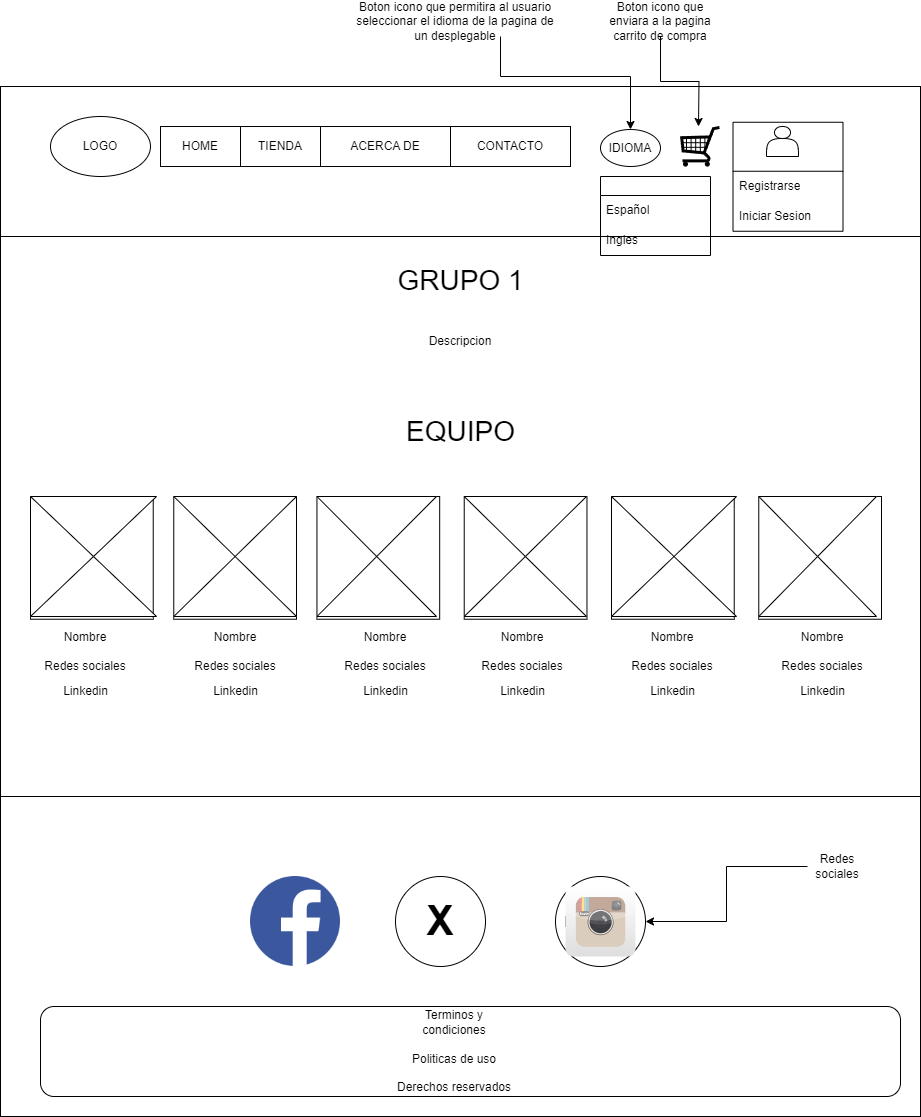 Boton icono que permitira al usuario
seleccionar el idioma de la pagina de
un desplegable
Boton icono que
enviara a la pagina
carrito de compra
LOGO
HOME
TIENDA
ACERCA DE
CONTACTO
IDIOMA
Español
Ingles
Registrarse
Iniciar Sesion
GRUPO 1
Descripcion
EQUIPO
Nombre
Redes sociales
Linkedin
Nombre
Redes sociales
Linkedin
Nombre
Redes sociales
Linkedin
Nombre
Redes sociales
Linkedin
Nombre
Redes sociales
Linkedin
Nombre
Redes sociales
Linkedin
Redes
sociales
f
X
Terminos y
condiciones
Politicas de uso
Derechos reservados